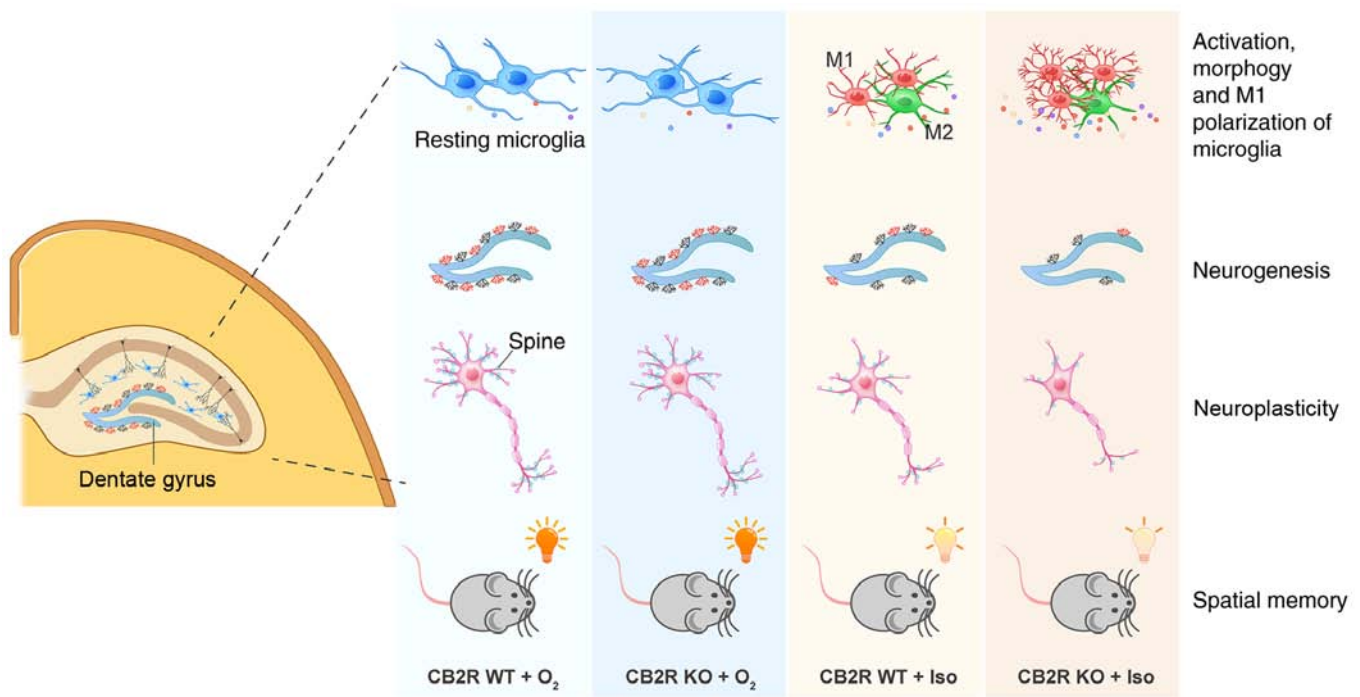 M1
M2
Resting microglia
Activation,
morphogy
and M1
polarization of
microglia
Neurogenesis
Spine
Neuroplasticity
Dentate gyrus
Spatial memory
CB2R WT + O₂
CB2R KO + O₂
CB2R WT + Iso
CB2R KO + Iso